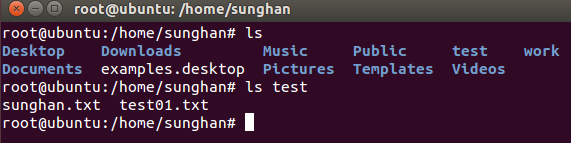 root@ubuntu: /home/sunghan
root@ubuntu:/home/sunghan# ls
Desktop Downloads Music Public test work
Documents examples.desktop Pictures Templates Videos
root@ubuntu:/home/sunghan# ls test
sunghan.txt test01.txt
root@ubuntu:/home/sunghan#